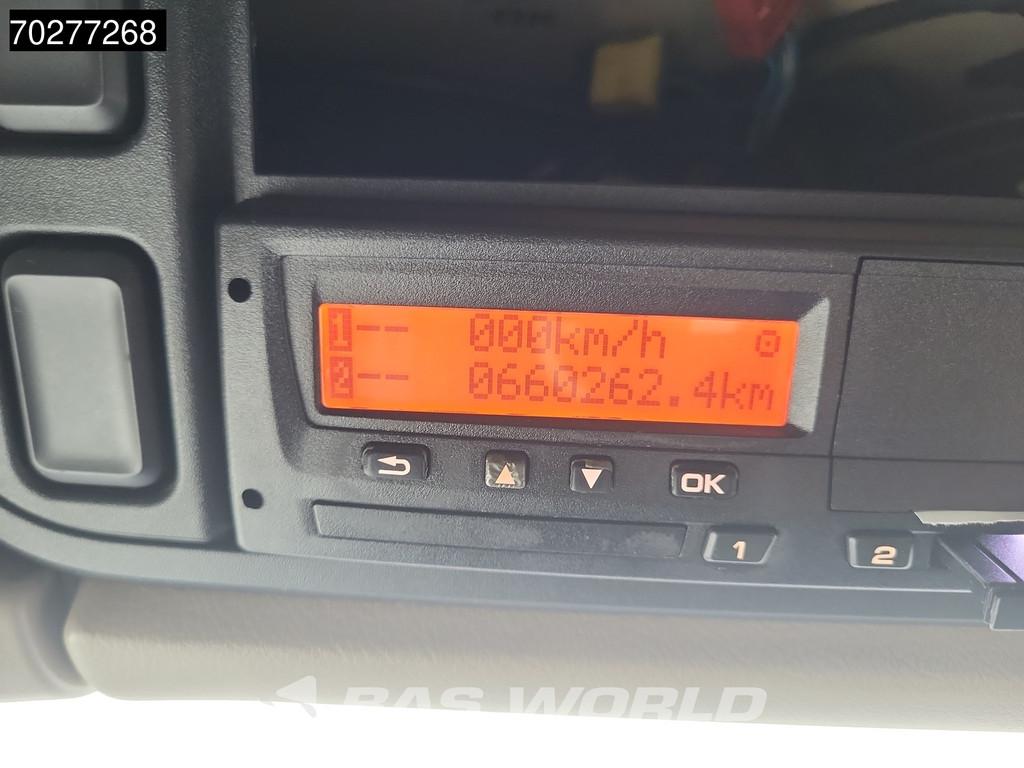 70277268
1-- 000km/h
2-- 0660262.4km
OK
1
2
BAS WORLD